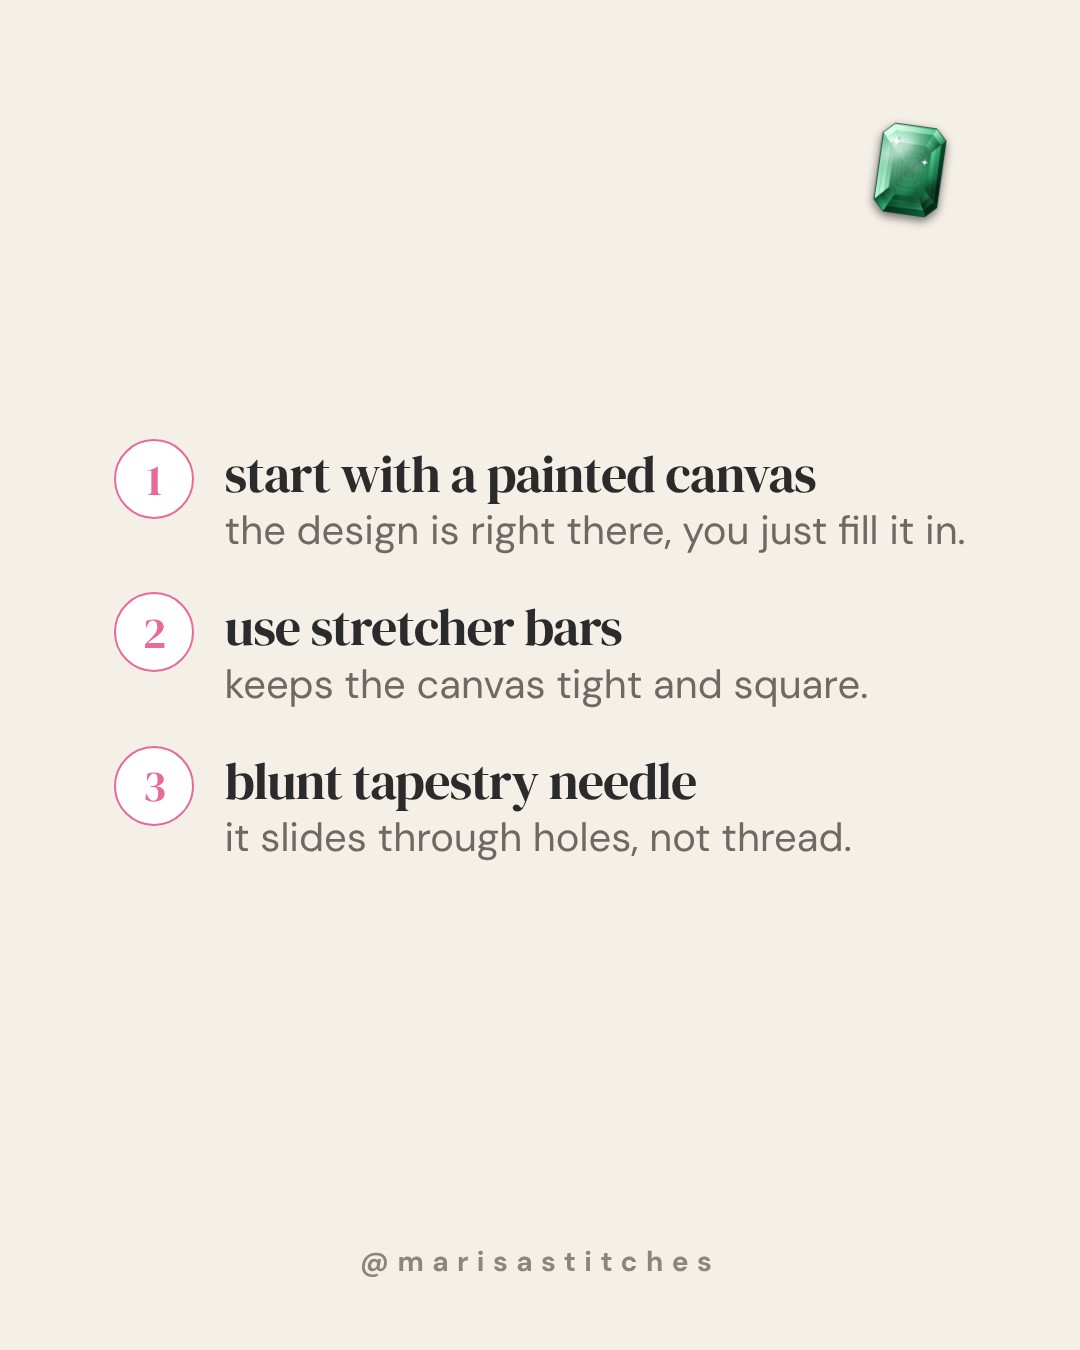 1
start with a painted canvas
the design is right there, you just fill it in.
2
use stretcher bars
keeps the canvas tight and square.
3
blunt tapestry needle
it slides through holes, not thread.
@marisastitches